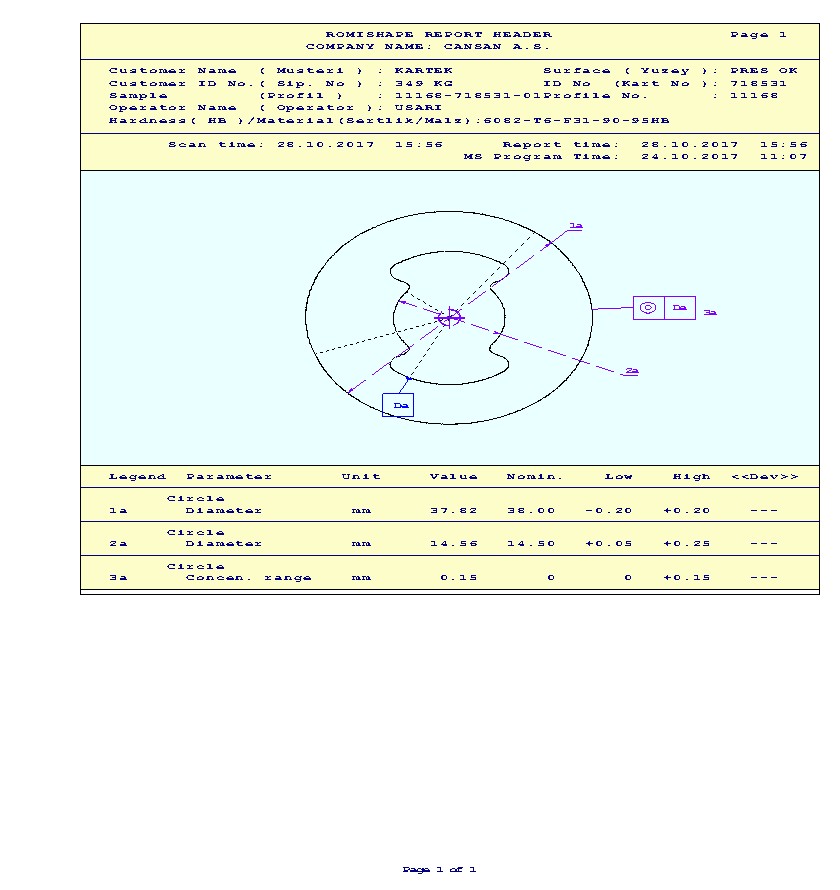 ROMISHAPE REPORT HEADER Page 1
COMPANY NAME: CANSAN A.S.
Customer Name ( Musteri ) : KARTEK Surface ( Yuzey ): PRES OK
Customer ID No.( Sip. No ) : 349 KG ID No (Kart No ): 718531
Sample (Profil ) : 11168-718531-01Profile No. : 11168
Operator Name ( Operator ): USARI
Hardness( HB )/Material(Sertlik/Malz):6082-T6-F31-90-95HB
Scan time: 28.10.2017 15:56 Report time: 28.10.2017 15:56
MS Program Time: 24.10.2017 11:07
1a
Da 3a
2a
Da
Legend Parameter Unit Value Nomin. Low High <<Dev>>
Circle
1a Diameter mm 37.82 38.00 -0.20 +0.20 ---
Circle
2a Diameter mm 14.56 14.50 +0.05 +0.25 ---
Circle
3a Concen. range mm 0.15 0 0 +0.15 ---
Page 1 of 1